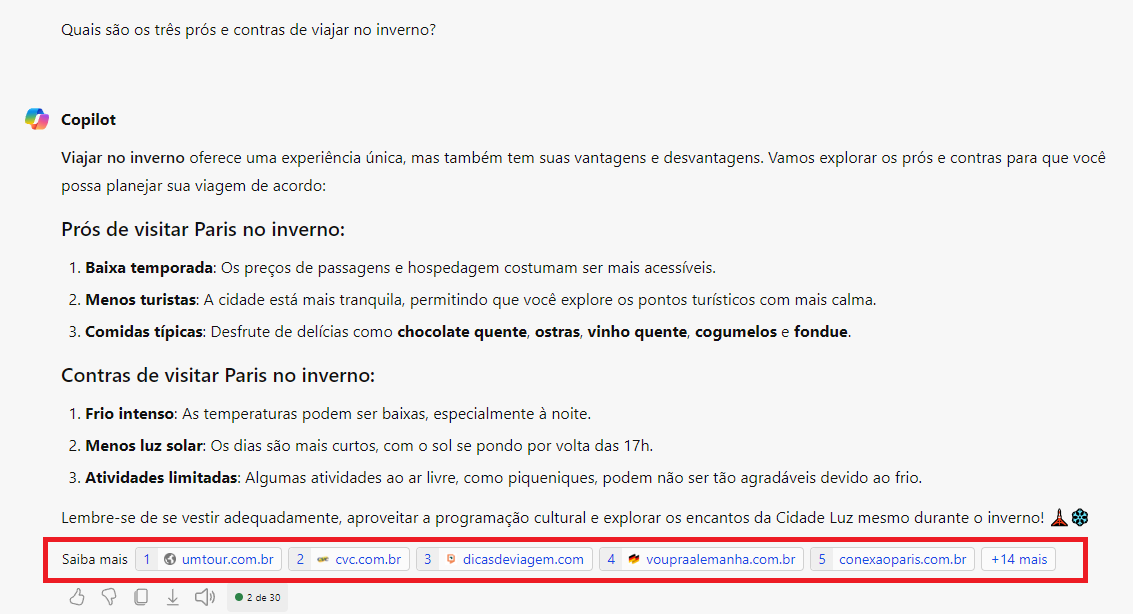 Quais são os três prós e contras de viajar no inverno?
Copilot
Viajar no inverno oferece uma experiência única, mas também tem suas vantagens e desvantagens. Vamos explorar os prós e contras para que você
possa planejar sua viagem de acordo:
Prós de visitar Paris no inverno:
1. Baixa temporada: Os preços de passagens e hospedagem costumam ser mais acessíveis.
2. Menos turistas: A cidade está mais tranquila, permitindo que você explore os pontos turísticos com mais calma.
3. Comidas típicas: Desfrute de delícias como chocolate quente, ostras, vinho quente, cogumelos e fondue.
Contras de visitar Paris no inverno:
1. Frio intenso: As temperaturas podem ser baixas, especialmente à noite.
2. Menos luz solar: Os dias são mais curtos, com o sol se pondo por volta das 17h.
3. Atividades limitadas: Algumas atividades ao ar livre, como piqueniques, podem não ser tão agradáveis devido ao frio.
Lembre-se de se vestir adequadamente, aproveitar a programação cultural e explorar os encantos da Cidade Luz mesmo durante o inverno! 🗼❄
Saiba mais 1 umtour.com.br 2 cvc.com.br 3 dicasdeviagem.com 4 voupraalemanha.com.br 5 conexaoparis.com.br +14 mais
2 de 30